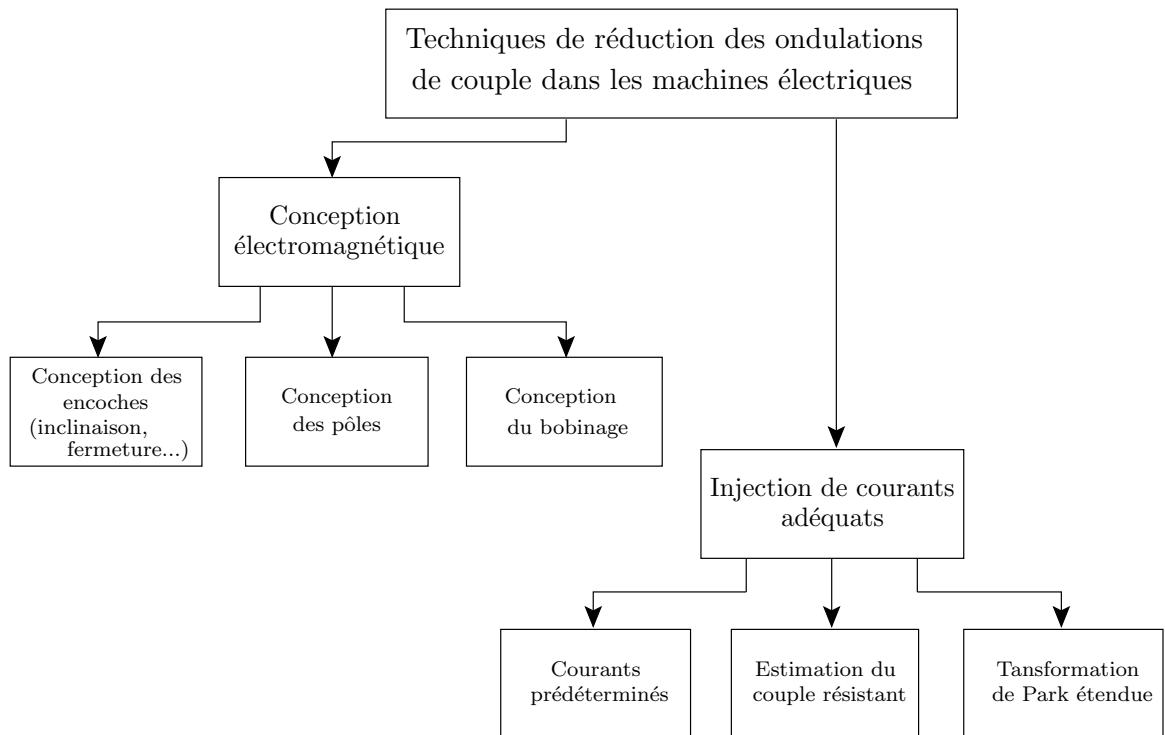 Techniques de réduction des ondulations
de couple dans les machines électriques
Conception
électromagnétique
Conception des
encoches
(inclinaison,
fermeture...)
Conception
des pôles
Conception
du bobinage
Injection de courants
adéquats
Courants
prédéterminés
Estimation du
couple résistant
Tansformation
de Park étendue